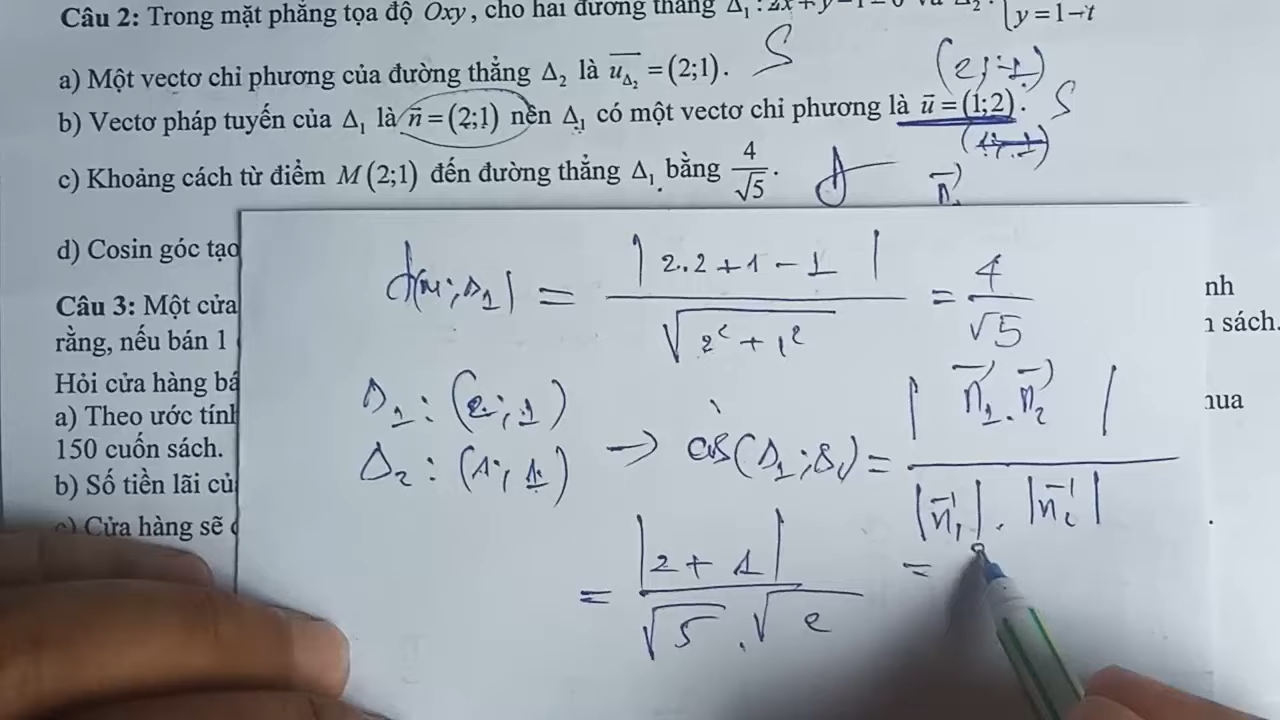 Câu 2: Trong mặt phẳng tọa độ Oxy, cho hai đường thẳng Δ₁ : 2x + y − 1 = 0 và Δ₂ : {y = 1 − t
a) Một vectơ chỉ phương của đường thẳng Δ₂ là u_Δ₂ = (2;1). S
(2;-1)
b) Vectơ pháp tuyến của Δ₁ là n⃗ = (2;1) nên Δ₁ có một vectơ chỉ phương là u⃗ = (1;2). S
c) Khoảng cách từ điểm M(2;1) đến đường thẳng Δ₁ bằng 4/√5. Đ
n⃗
d) Cosin góc tạo
d(M;Δ1) = |2.2+1-1| / √(2²+1²) = 4/√5
Câu 3: Một cửa
nh
rằng, nếu bán 1
sách.
Hỏi cửa hàng bá
a) Theo ước tính
150 cuốn sách.
b) Số tiền lãi củ
c) Cửa hàng sẽ
Δ1: (2;1)
Δ2: (1;1) → cos(Δ1;Δ2) = |n⃗1.n⃗2| / |n⃗1|.|n⃗2|
= |2+1| / √5.√2 =